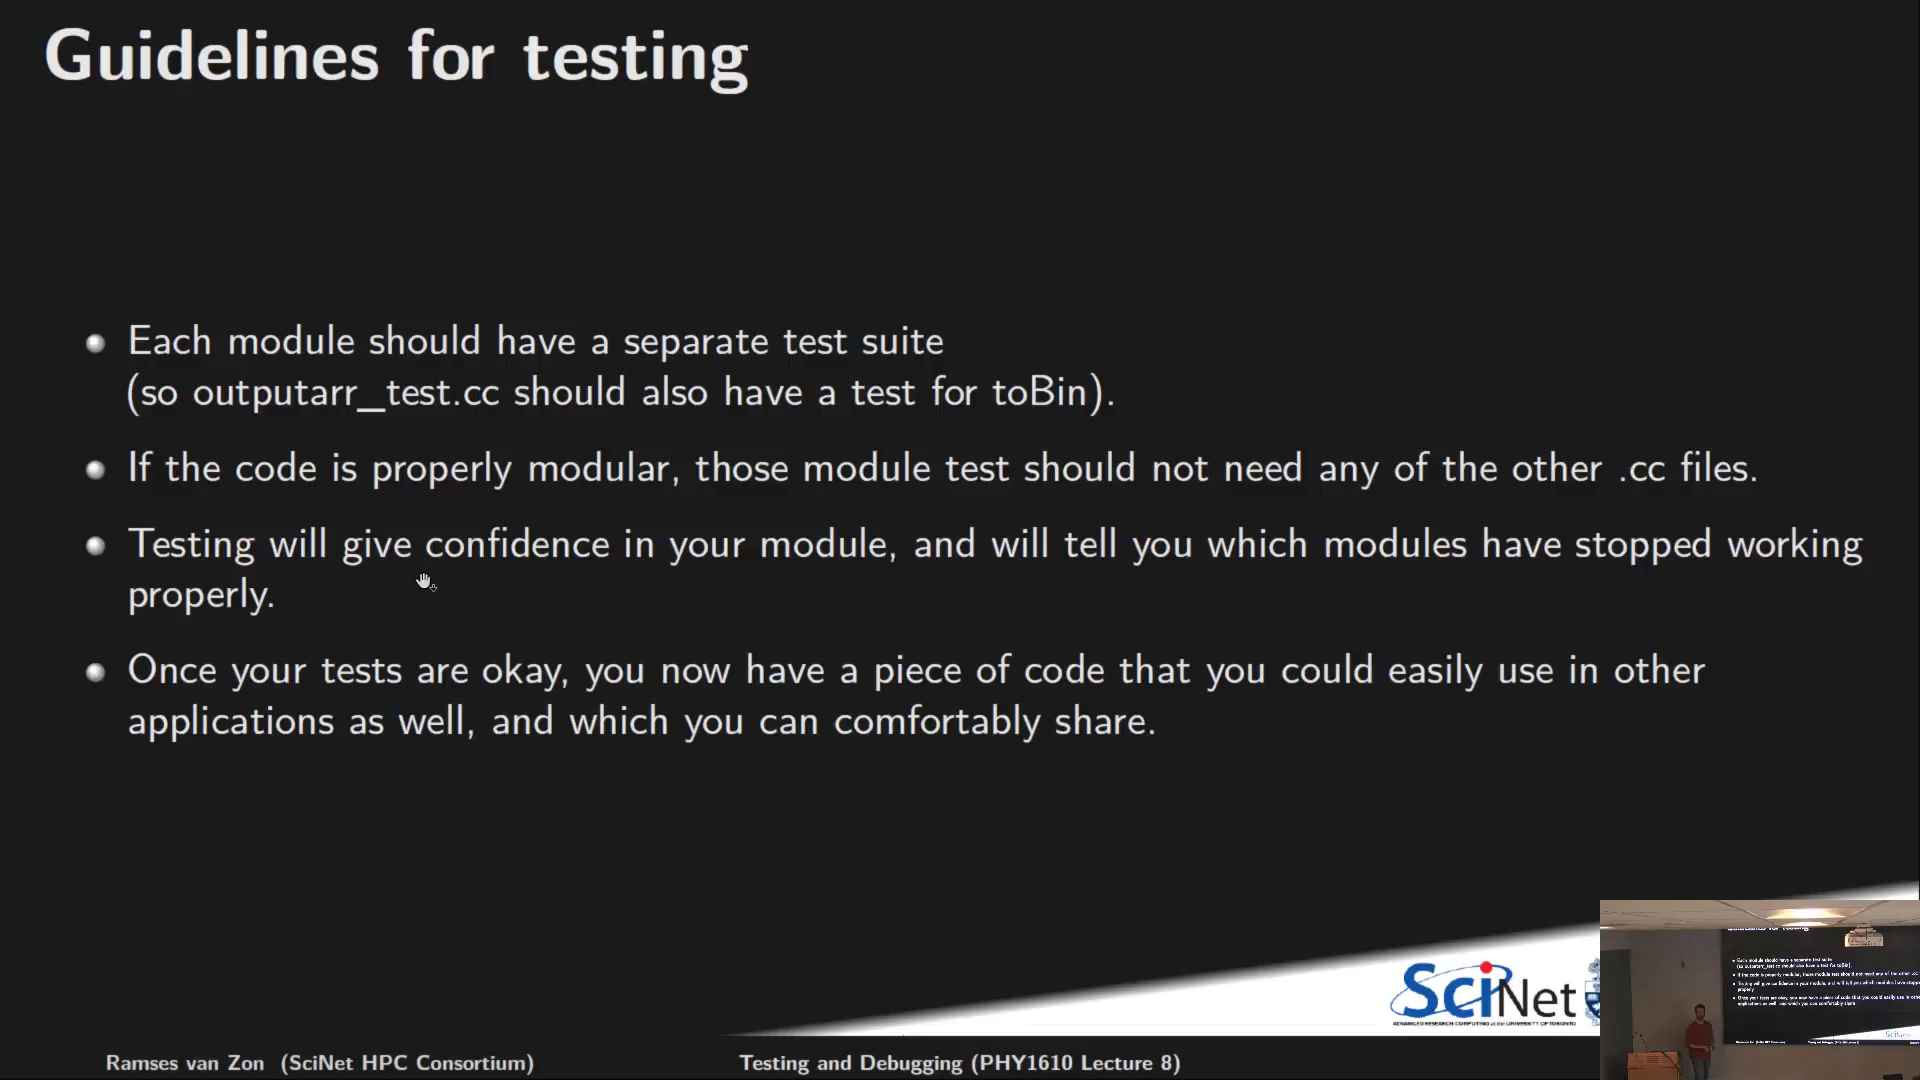 Guidelines for testing
Each module should have a separate test suite
(so outputarr_test.cc should also have a test for toBin).
If the code is properly modular, those module test should not need any of the other .cc files.
Testing will give confidence in your module, and will tell you which modules have stopped working
properly.
Once your tests are okay, you now have a piece of code that you could easily use in other
applications as well, and which you can comfortably share.
SciNet
ADVANCED RESEARCH COMPUTING at the UNIVERSITY OF TORONTO
Ramses van Zon (SciNet HPC Consortium)
Testing and Debugging (PHY1610 Lecture 8)